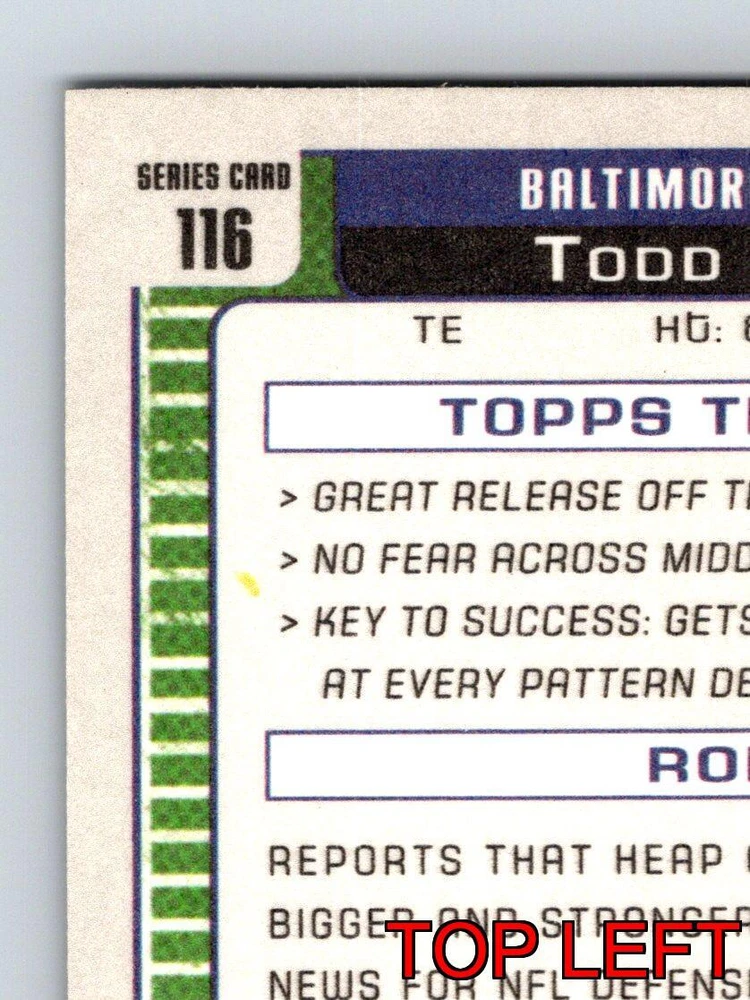 SERIES CARD
116
BALTIMOR
TODD
TE HT:
TOPPS T
> GREAT RELEASE OFF T
> NO FEAR ACROSS MIDD
> KEY TO SUCCESS: GETS
AT EVERY PATTERN DE
RO
REPORTS THAT HEAP
BIGGER AND STRONGER
NEWS FOR NFL DEFENS
TOP LEFT